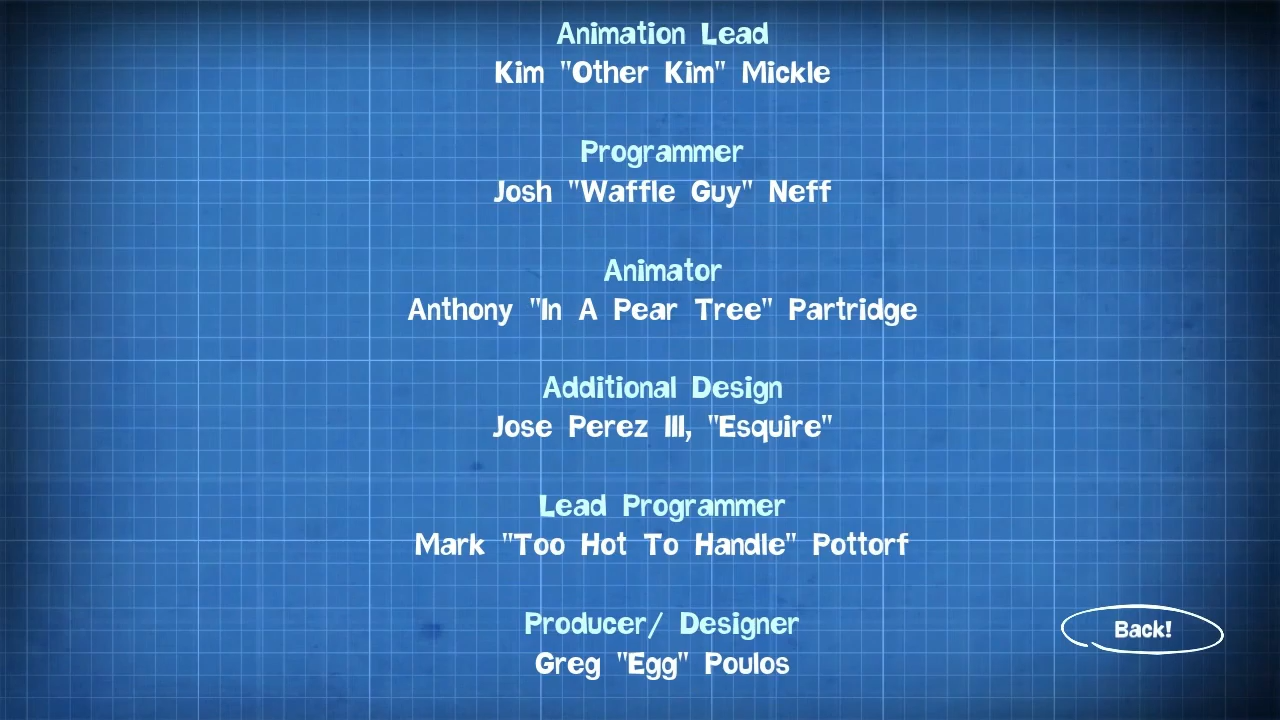 Animation Lead
Kim "Other Kim" Mickle
Programmer
Josh "Waffle Guy" Neff
Animator
Anthony "In A Pear Tree" Partridge
Additional Design
Jose Perez III, "Esquire"
Lead Programmer
Mark "Too Hot To Handle" Pottorf
Producer/ Designer
Greg "Egg" Poulos
Back!